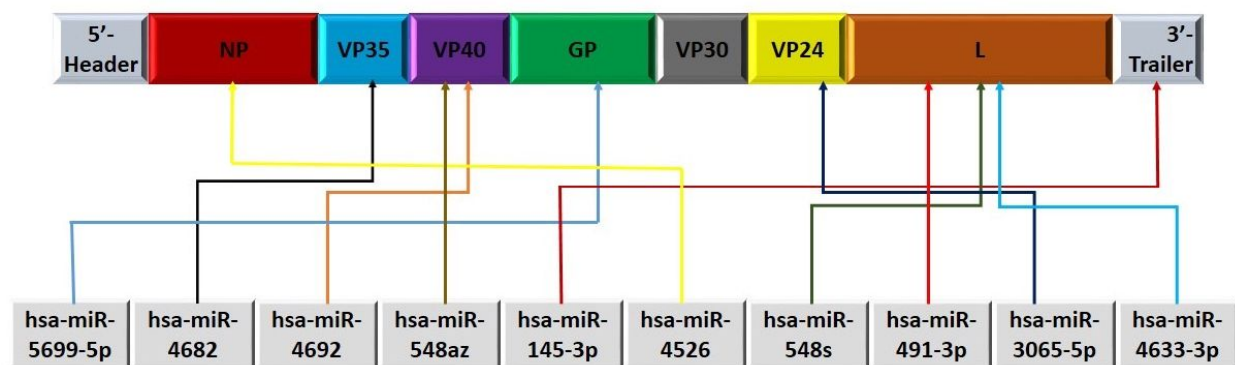 5’-
Header
NP
VP35
VP40
GP
VP30
VP24
L
3’-
Trailer
hsa-miR-
5699-5p
hsa-miR-
4682
hsa-miR-
4692
hsa-miR-
548az
hsa-miR-
145-3p
hsa-miR-
4526
hsa-miR-
548s
hsa-miR-
491-3p
hsa-miR-
3065-5p
hsa-miR-
4633-3p